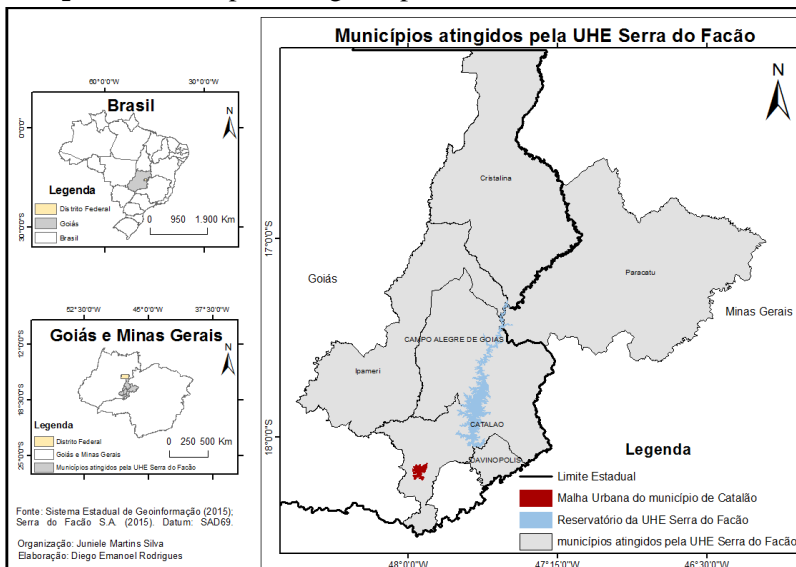 Municípios atingidos pela UHE Serra do Facão
60°0'0"W
30°0'0"W
Brasil
N
0°0'0"
Legenda
Distrito Federal
Goiás
Brasil
0 950 1.900 Km
30°0'0"S
52°30'0"W
45°0'0"W
37°30'0"W
Goiás e Minas Gerais
N
12°0'0"S
18°30'0"S
25°0'0"S
Legenda
0 250 500 Km
Distrito Federal
Goiás e Minas Gerais
Municípios atingidos pela UHE Serra do Facão
Fonte: Sistema Estadual de Geoinformação (2015);
Serra do Facão S.A. (2015). Datum: SAD69.
Organização: Juniele Martins Silva
Elaboração: Diego Emanoel Rodrigues
N
Cristalina
17°0'0"S
Goiás
Paracatu
Minas Gerais
CAMPO ALEGRE DE GOIÁS
Ipameri
CATALAO
18°0'0"S
DAVINOPOLIS
Legenda
Limite Estadual
Malha Urbana do município de Catalão
Reservatório da UHE Serra do Facão
municípios atingidos pela UHE Serra do Facão
48°0'0"W
47°15'0"W
46°30'0"W